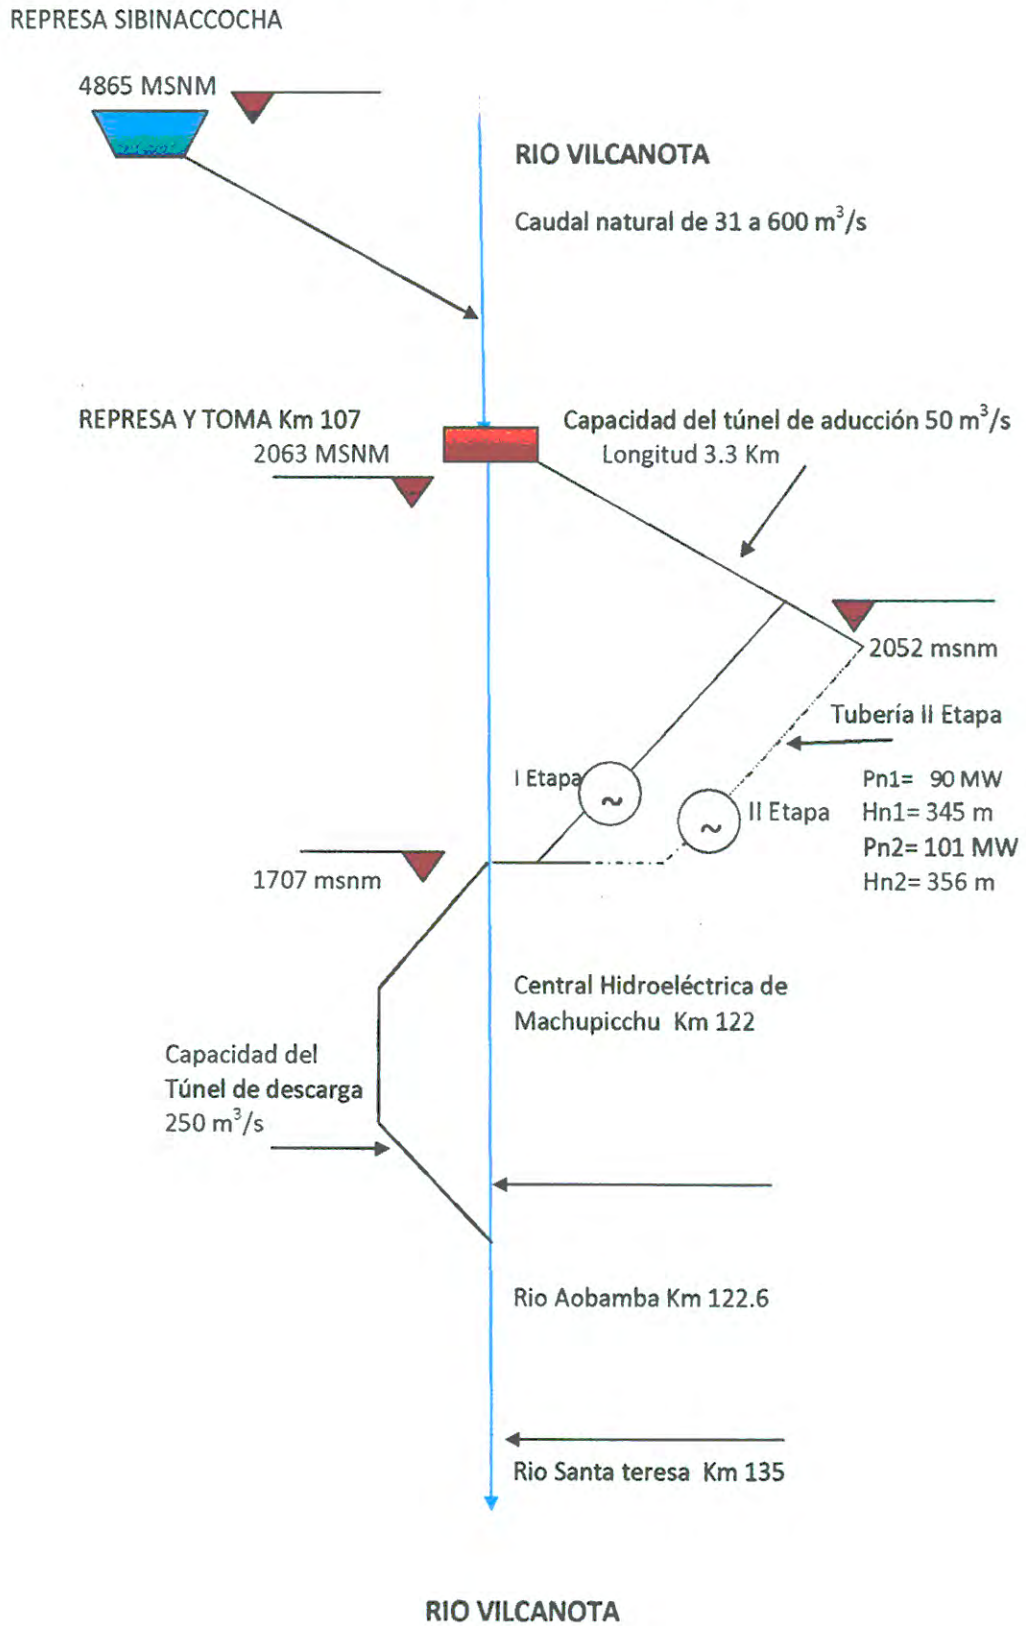 REPRESA SIBINACCOCHA
4865 MSNM
RIO VILCANOTA
Caudal natural de 31 a 600 m³/s
REPRESA Y TOMA Km 107
2063 MSNM
Capacidad del túnel de aducción 50 m³/s
Longitud 3.3 Km
2052 msnm
Tubería II Etapa
I Etapa
~
~
II Etapa
Pn1= 90 MW
Hn1= 345 m
Pn2= 101 MW
Hn2= 356 m
1707 msnm
Central Hidroeléctrica de
Machupicchu Km 122
Capacidad del
Túnel de descarga
250 m³/s
Rio Aobamba Km 122.6
Rio Santa teresa Km 135
RIO VILCANOTA